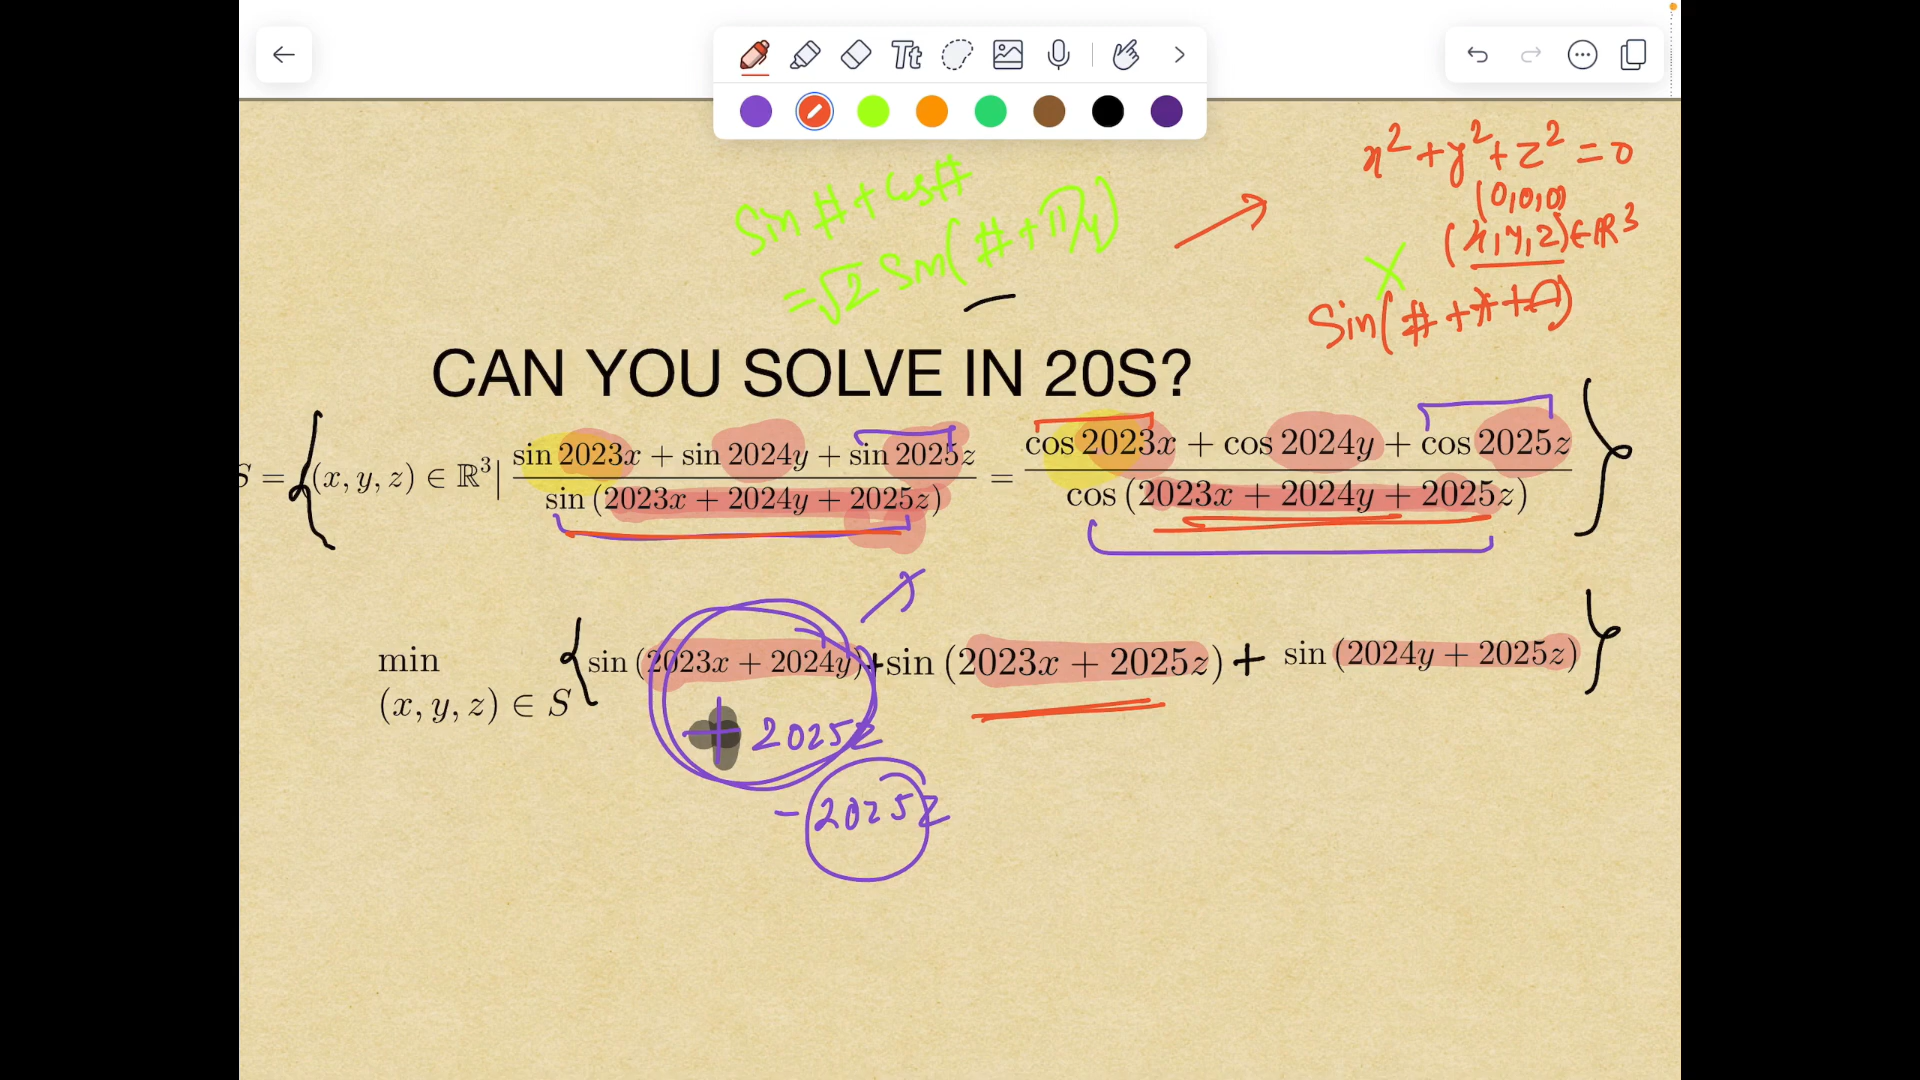 Tt
x² + y² + z² = 0
(0,0,0)
(x,y,z) ∈ ℝ³
sin # + cos #
= √2 Sin(# + π/4)
X
Sin(# + * + Δ)
CAN YOU SOLVE IN 20S?
S = { (x, y, z) ∈ ℝ³ | (sin 2023x + sin 2024y + sin 2025z) / (sin (2023x + 2024y + 2025z)) = (cos 2023x + cos 2024y + cos 2025z) / (cos (2023x + 2024y + 2025z)) }
min { sin (2023x + 2024y) + sin (2023x + 2025z) + sin (2024y + 2025z) }
(x, y, z) ∈ S
+ 2025z
- 2025z